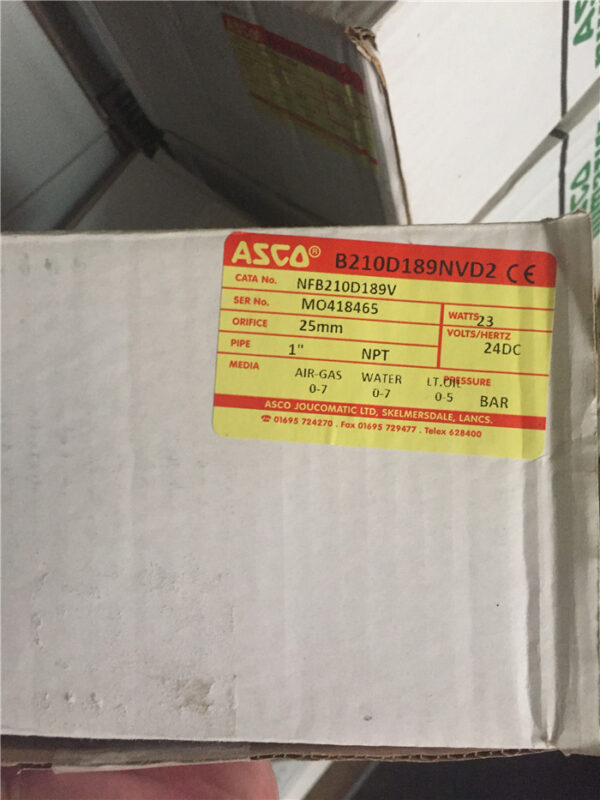 ASCO
ASCO
ASCO® B210D189NVD2 CE
CATA No. NFB210D189V
SER No. MO418465 WATTS 23
ORIFICE 25mm VOLTS/HERTZ
PIPE 1" NPT 24DC
MEDIA AIR-GAS WATER LT.OIL PRESSURE
0-7 0-7 0-5 BAR
ASCO JOUCOMATIC LTD, SKELMERSDALE, LANCS.
☎ 01695 724270 . Fax 01695 729477 . Telex 628400